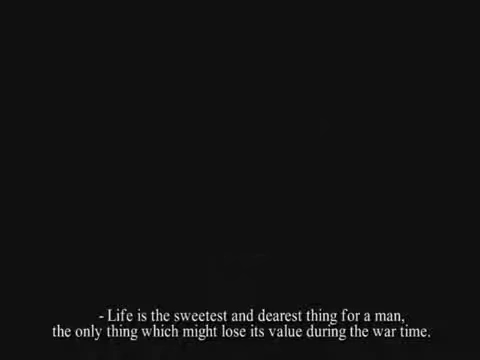 - Life is the sweetest and dearest thing for a man,
the only thing which might lose its value during the war time.